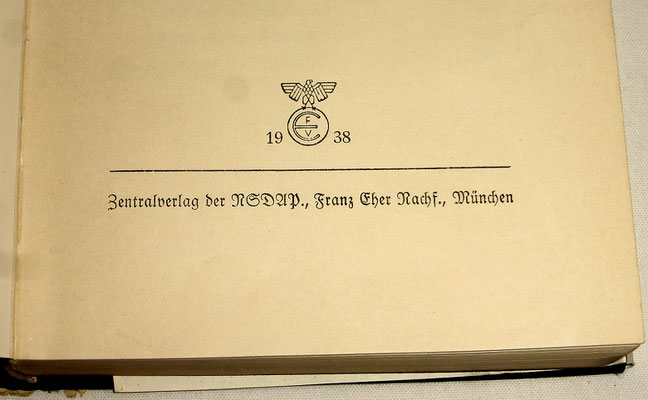 F
E
V
19 38
Zentralverlag der NSDAP., Franz Eher Nachf., München